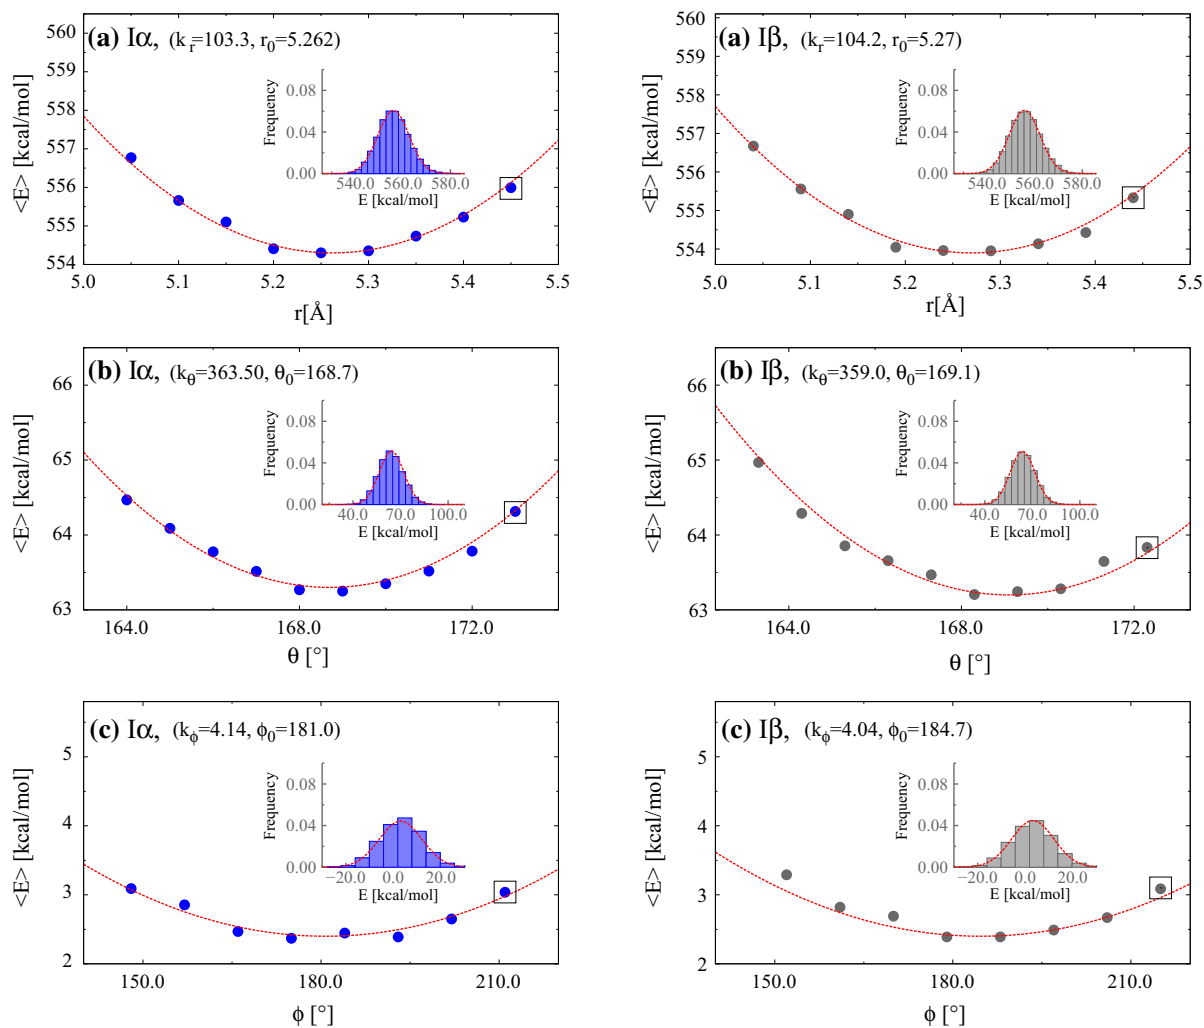 (a) Iα, (kr=103.3, r0=5.262)
<E> [kcal/mol]
560
559
558
557
556
555
554
5.0 5.1 5.2 5.3 5.4 5.5
r[Å]
Frequency
0.08
0.04
0.00
540.0 560.0 580.0
E [kcal/mol]
(a) Iβ, (kr=104.2, r0=5.27)
<E> [kcal/mol]
560
559
558
557
556
555
554
5.0 5.1 5.2 5.3 5.4 5.5
r[Å]
Frequency
0.08
0.04
0.00
540.0 560.0 580.0
E [kcal/mol]
(b) Iα, (kθ=363.50, θ0=168.7)
<E> [kcal/mol]
66
65
64
63
164.0 168.0 172.0
θ [°]
Frequency
0.08
0.04
0.00
40.0 70.0 100.0
E [kcal/mol]
(b) Iβ, (kθ=359.0, θ0=169.1)
<E> [kcal/mol]
66
65
64
63
164.0 168.0 172.0
θ [°]
Frequency
0.08
0.04
0.00
40.0 70.0 100.0
E [kcal/mol]
(c) Iα, (kϕ=4.14, ϕ0=181.0)
<E> [kcal/mol]
5
4
3
2
150.0 180.0 210.0
ϕ [°]
Frequency
0.08
0.04
0.00
-20.0 0.0 20.0
E [kcal/mol]
(c) Iβ, (kϕ=4.04, ϕ0=184.7)
<E> [kcal/mol]
5
4
3
2
150.0 180.0 210.0
ϕ [°]
Frequency
0.08
0.04
0.00
-20.0 0.0 20.0
E [kcal/mol]